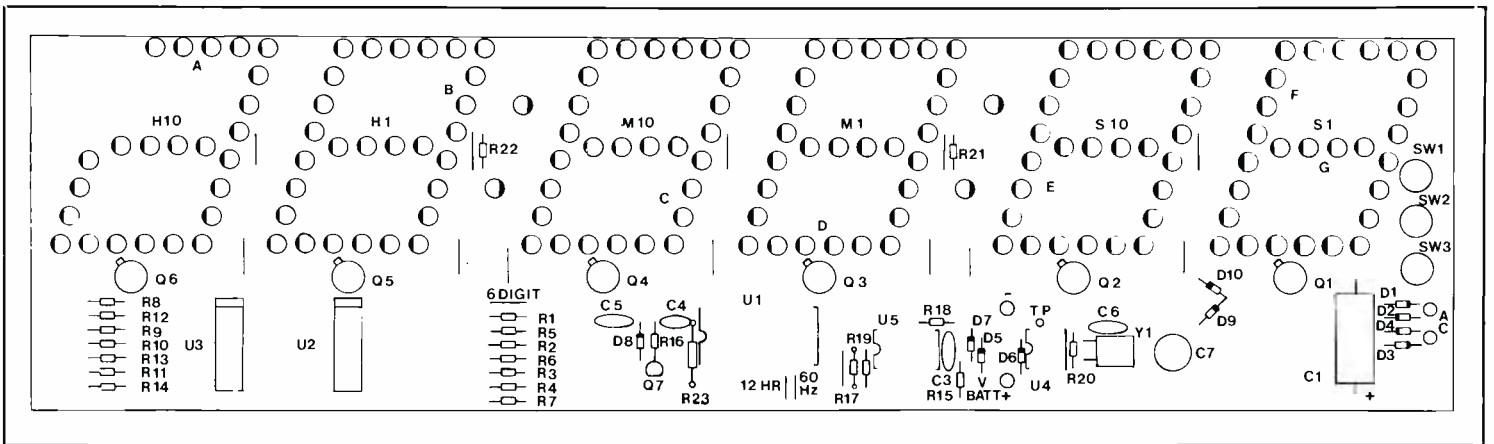 A
B
F
H10
H1
M10
M1
S10
S1
R22
R21
G
SW1
C
E
SW2
D
SW3
Q6
Q5
Q4
Q3
Q2
Q1
D10
D9
6 DIGIT
R8
R12
R9
R10
R13
R11
R14
U3
U2
R1
R5
R2
R6
R3
R4
R7
C5
C4
D8
R16
Q7
R23
U1
12 HR
60
Hz
U5
R18
R19
R17
C3
R15
D7
D5
V
BATT+
-
TP
D6
U4
C6
Y1
R20
C7
D1
D2
D4
D3
A
C
C1
+